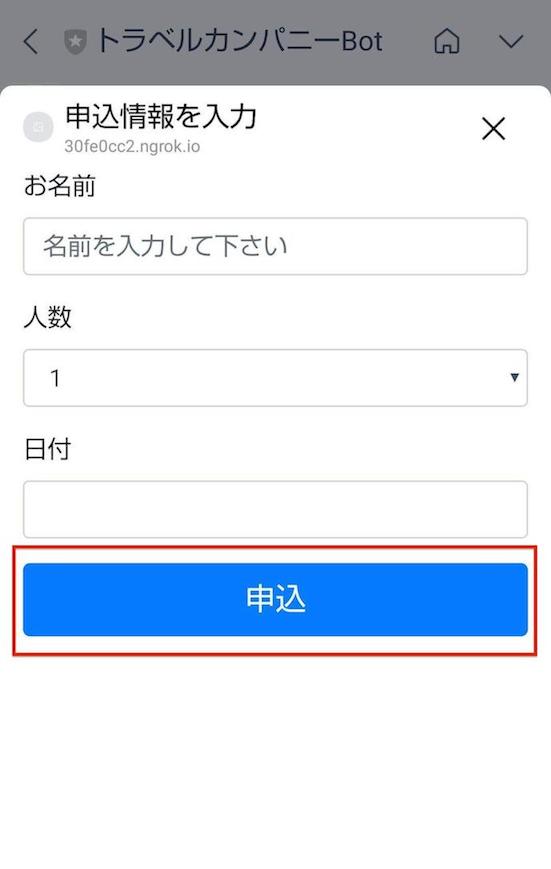 トラベルカンパニーBot
申込情報を入力
30fe0cc2.ngrok.io
お名前
名前を入力して下さい
人数
1
日付
申込